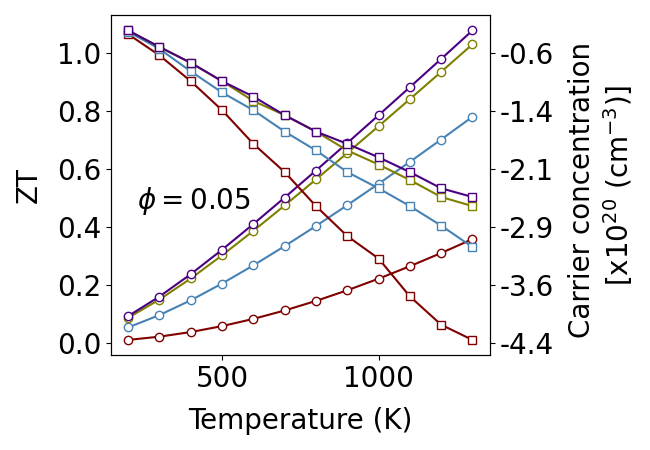 1.0
0.8
0.6
0.4
0.2
0.0
ZT
ϕ = 0.05
-0.6
-1.4
-2.1
-2.9
-3.6
-4.4
Carrier concentration
[x10²⁰ (cm⁻³)]
500
1000
Temperature (K)